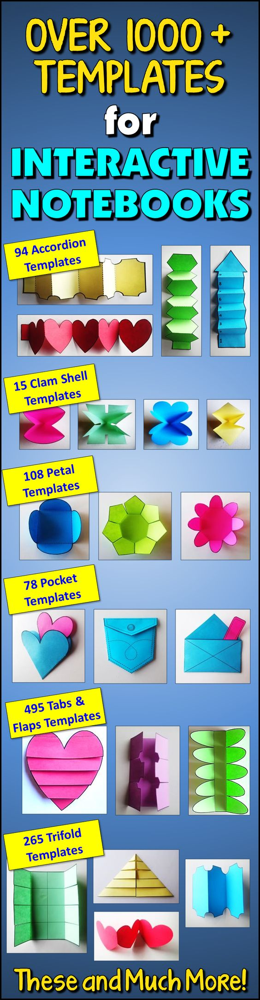 OVER 1000 +
TEMPLATES
for
INTERACTIVE
NOTEBOOKS
94 Accordion
Templates
9
8
7
6
5
4
3
2
1
15 Clam Shell
Templates
108 Petal
Templates
78 Pocket
Templates
495 Tabs &
Flaps Templates
265 Trifold
Templates
These and Much More!